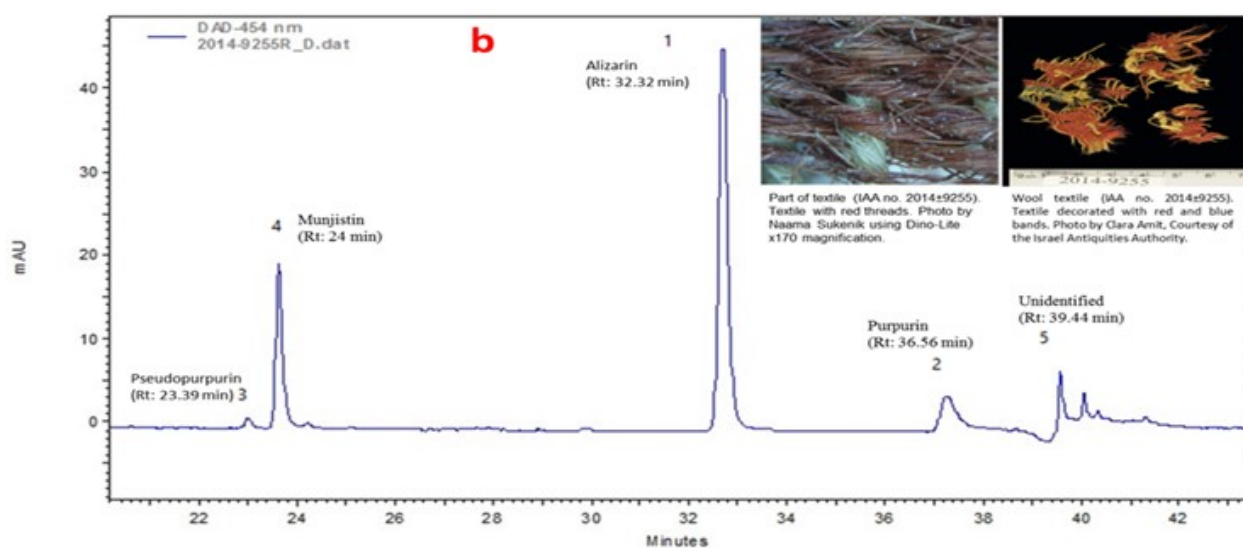 DAD-454 nm
2014-9255R_D.dat
b
1
Alizarin
(Rt: 32.32 min)
4
Munjistin
(Rt: 24 min)
Pseudopurpurin
(Rt: 23.39 min) 3
Purpurin
(Rt: 36.56 min)
2
Unidentified
(Rt: 39.44 min)
5
2014-9255
Part of textile (IAA no. 2014±9255).
Textile with red threads. Photo by
Naama Sukenik using Dino-Lite
x170 magnification.
Wool textile (IAA no. 2014±9255).
Textile decorated with red and blue
bands. Photo by Clara Amit, Courtesy of
the Israel Antiquities Authority.
mAU
40
30
20
10
0
22 24 26 28 30 32 34 36 38 40 42
Minutes